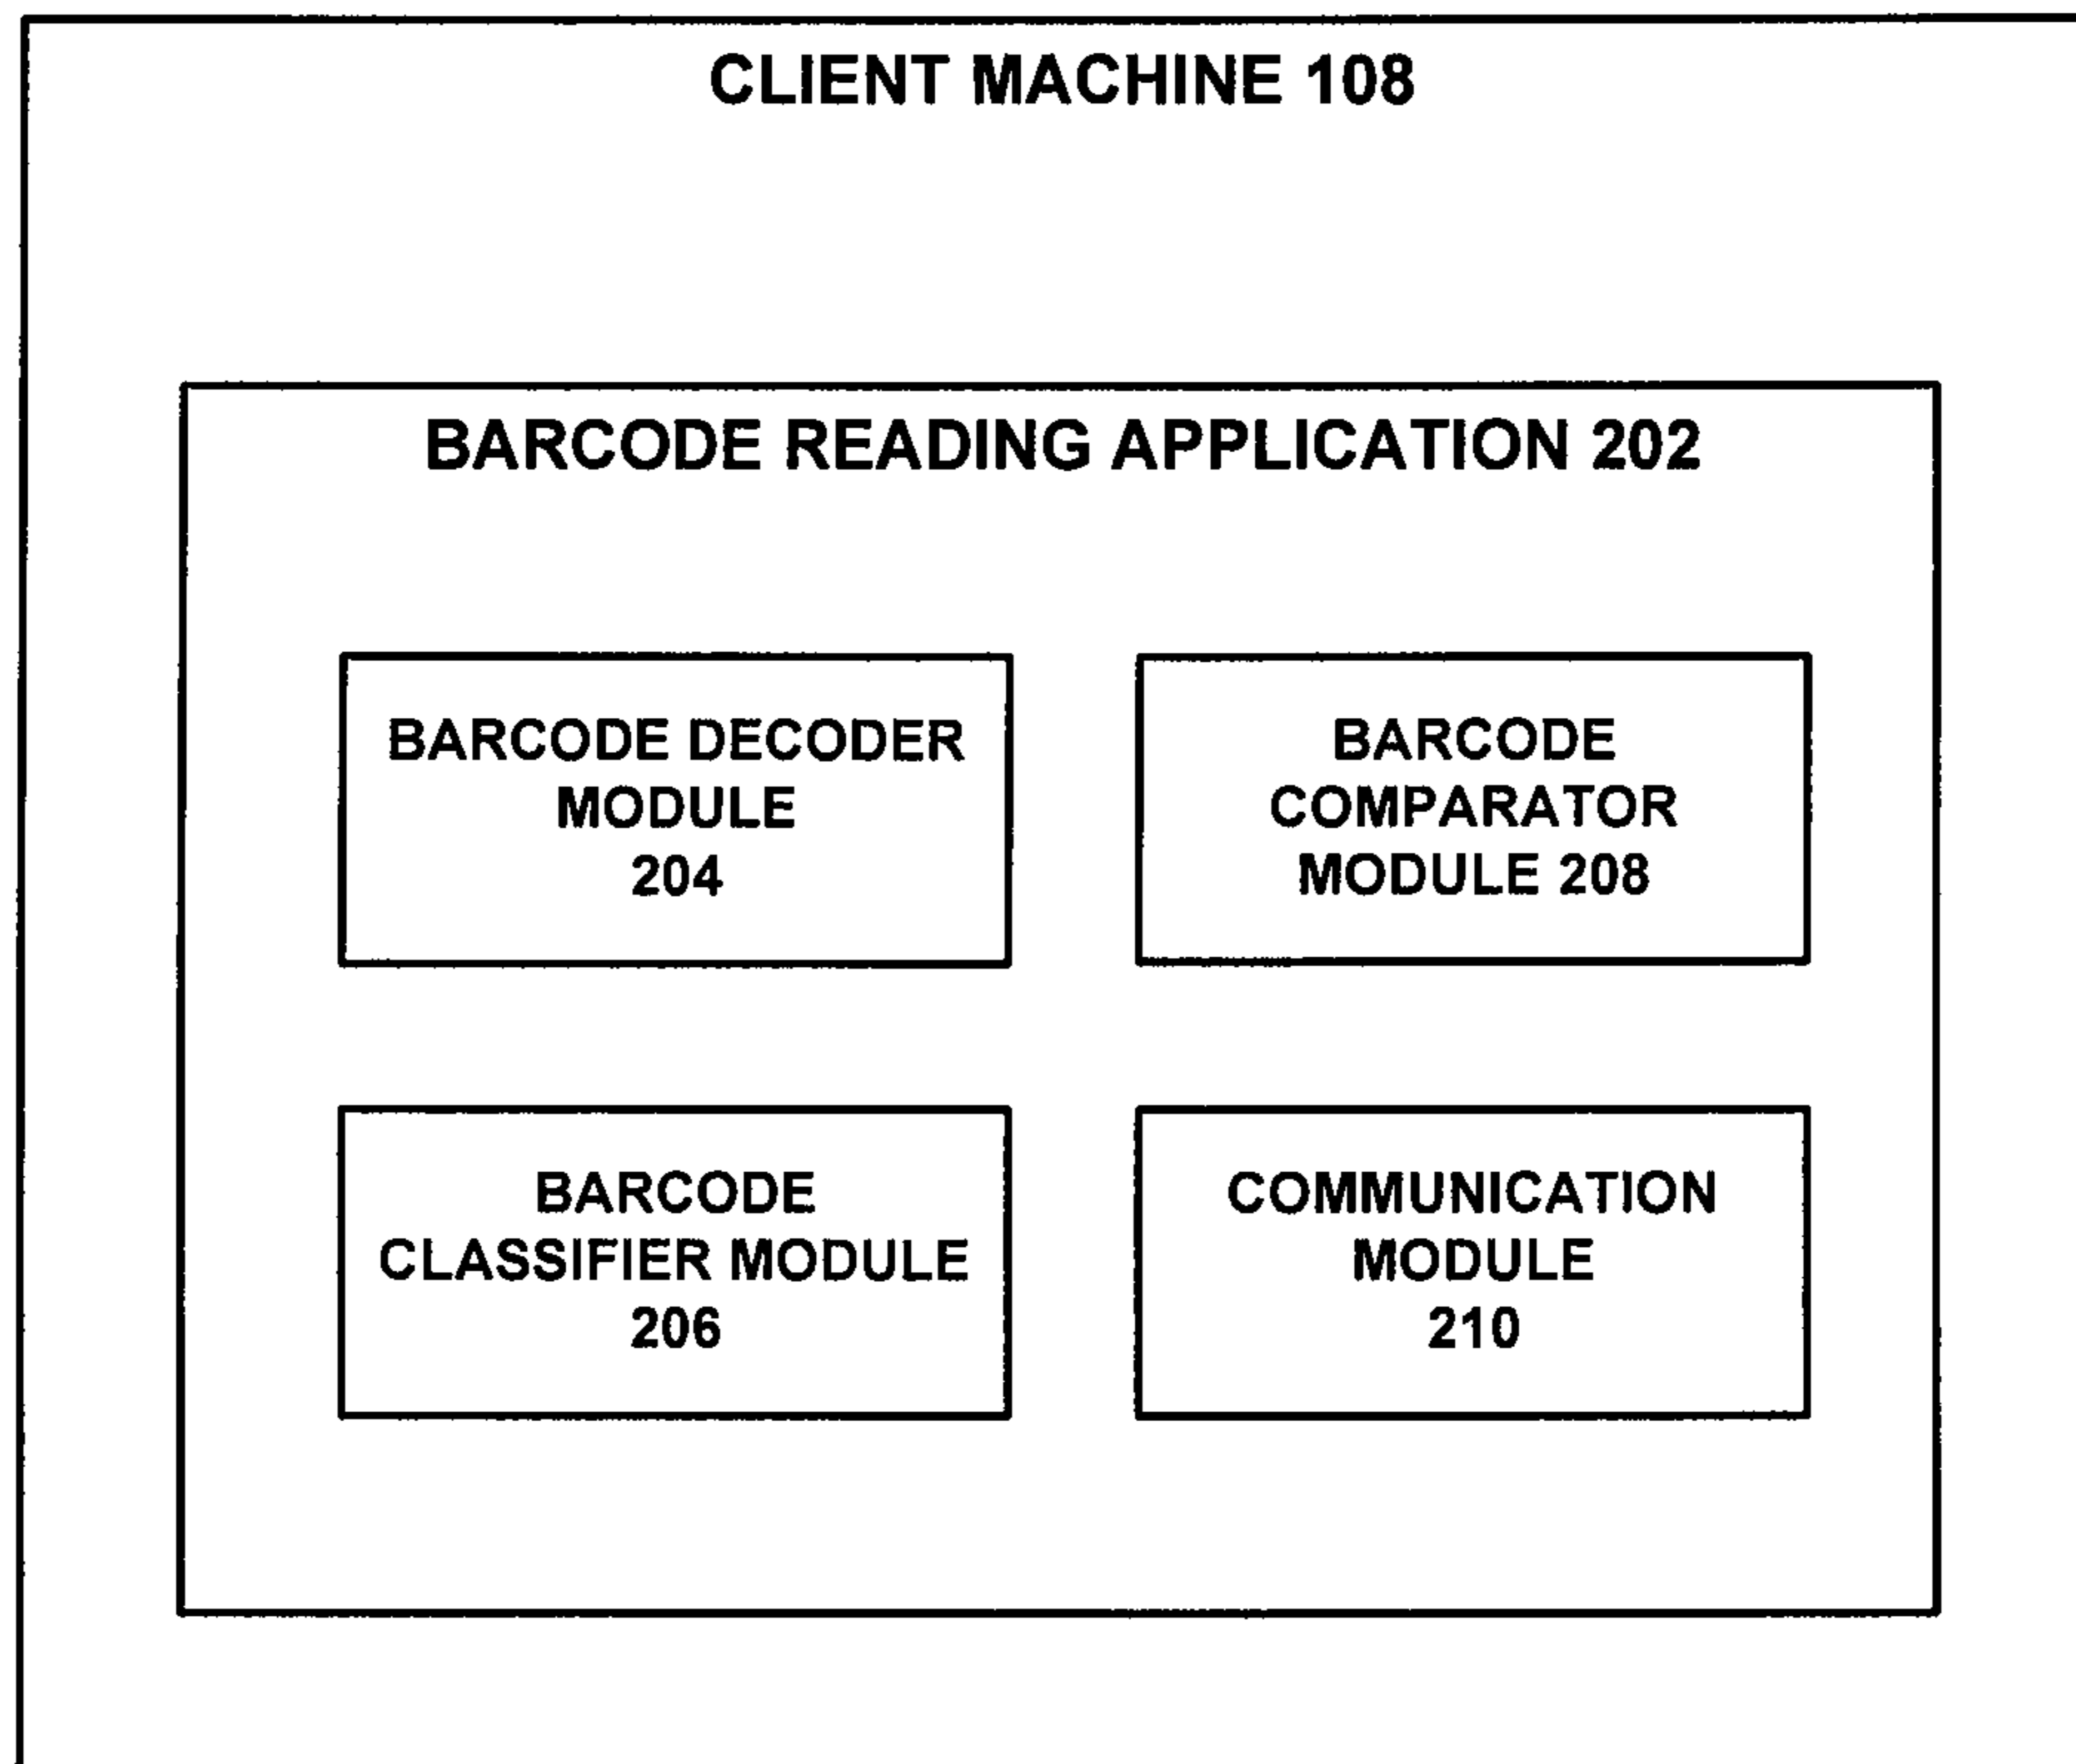 CLIENT MACHINE 108
BARCODE READING APPLICATION 202
BARCODE DECODER
MODULE
204
BARCODE
COMPARATOR
MODULE 208
BARCODE
CLASSIFIER MODULE
206
COMMUNICATION
MODULE
210